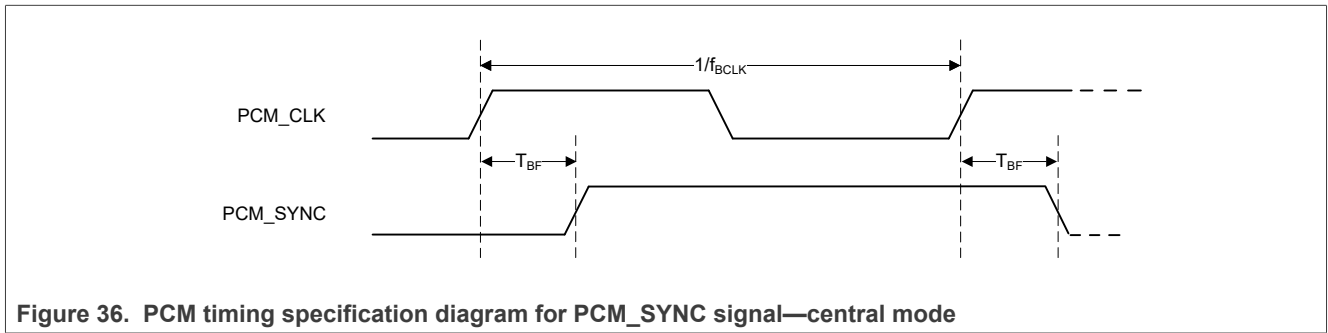 1/fBCLK
PCM_CLK
TBF TBF
PCM_SYNC
Figure 36. PCM timing specification diagram for PCM_SYNC signal—central mode